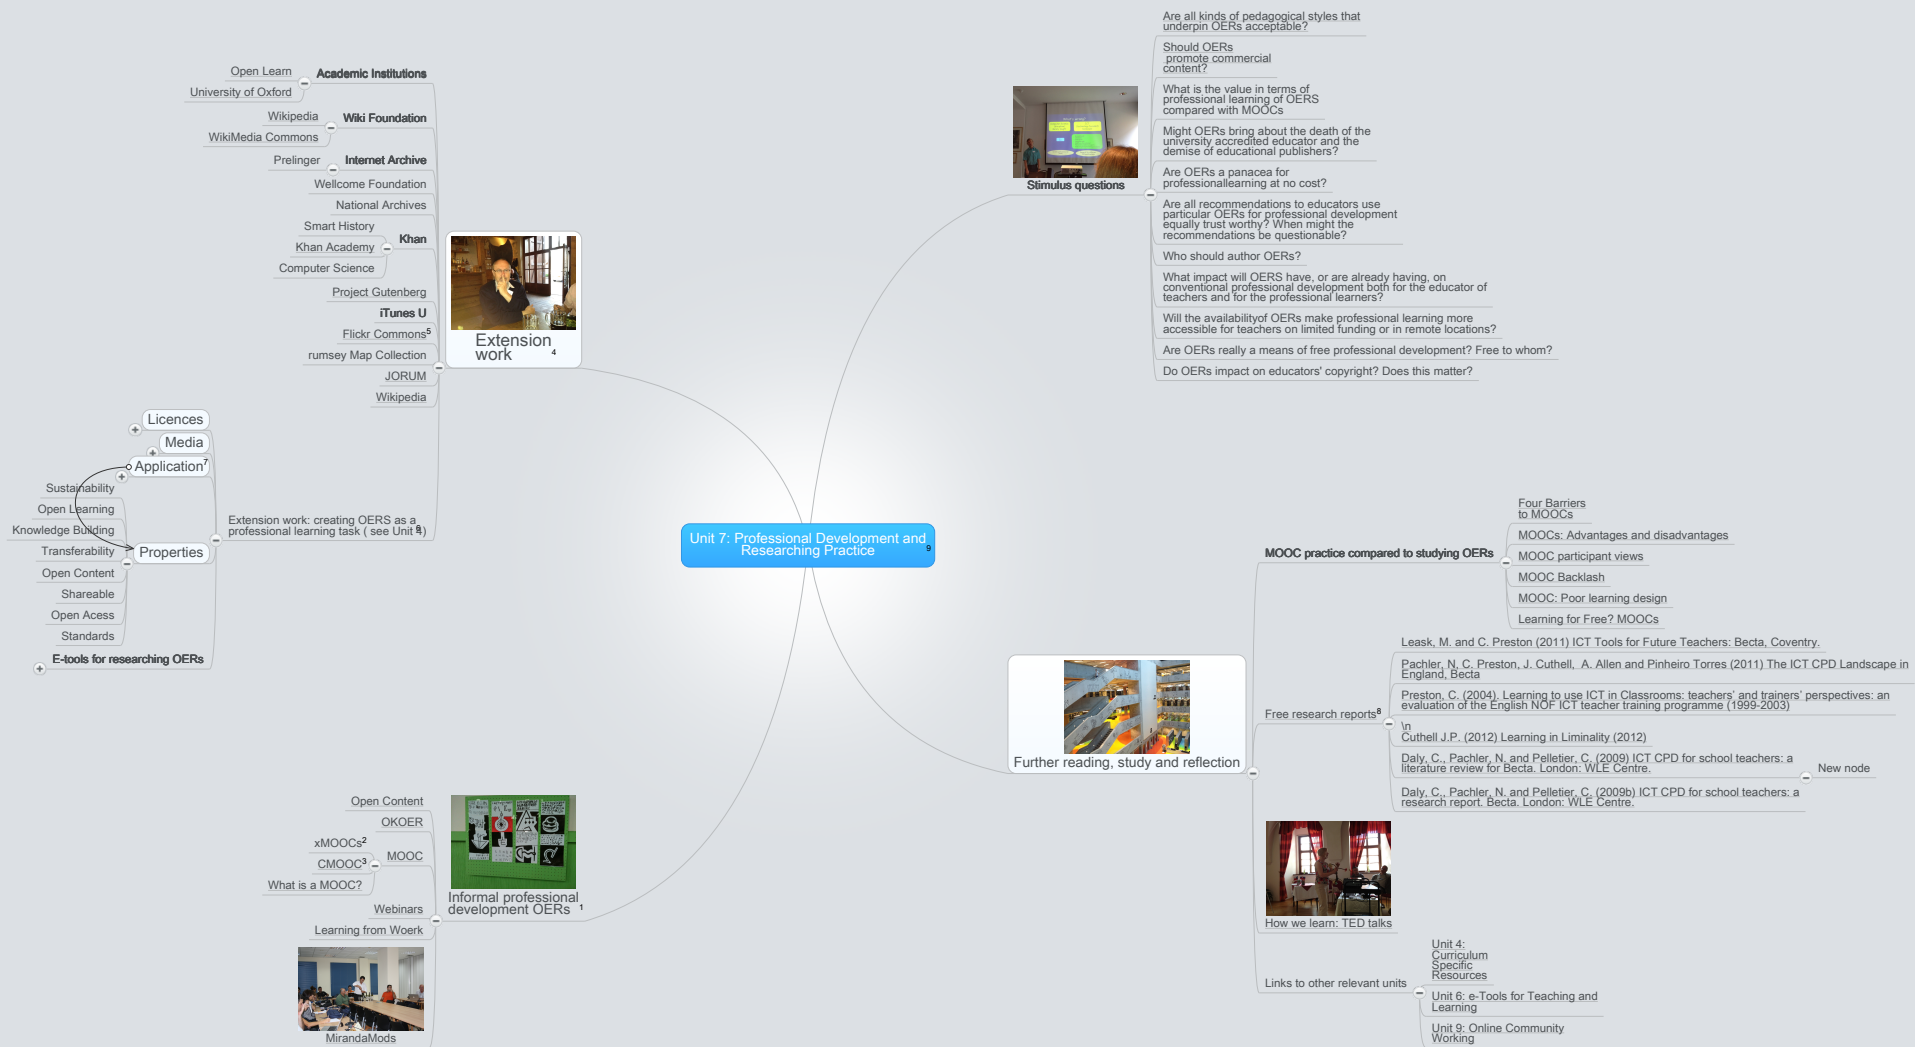 Unit 7: Professional Development and
Researching Practice
9
Stimulus questions
Are all kinds of pedagogical styles that
underpin OERs acceptable?
Should OERs
promote commercial
content?
What is the value in terms of
professional learning of OERS
compared with MOOCs
Might OERs bring about the death of the
university accredited educator and the
demise of educational publishers?
Are OERs a panacea for
professionallearning at no cost?
Are all recommendations to educators use
particular OERs for professional development
equally trust worthy? When might the
recommendations be questionable?
Who should author OERs?
What impact will OERS have, or are already having, on
conventional professional development both for the educator of
teachers and for the professional learners?
Will the availabilityof OERs make professional learning more
accessible for teachers on limited funding or in remote locations?
Are OERs really a means of free professional development? Free to whom?
Do OERs impact on educators' copyright? Does this matter?
Further reading, study and reflection
MOOC practice compared to studying OERs
Four Barriers
to MOOCs
MOOCs: Advantages and disadvantages
MOOC participant views
MOOC Backlash
MOOC: Poor learning design
Learning for Free? MOOCs
Free research reports8
Leask, M. and C. Preston (2011) ICT Tools for Future Teachers: Becta, Coventry.
Pachler, N, C. Preston, J. Cuthell,  A. Allen and Pinheiro Torres (2011) The ICT CPD Landscape in
England, Becta
Preston, C. (2004). Learning to use ICT in Classrooms: teachers' and trainers' perspectives: an
evaluation of the English NOF ICT teacher training programme (1999-2003)
\n
Cuthell J.P. (2012) Learning in Liminality (2012)
Daly, C., Pachler, N. and Pelletier, C. (2009) ICT CPD for school teachers: a
literature review for Becta. London: WLE Centre.
New node
Daly, C., Pachler, N. and Pelletier, C. (2009b) ICT CPD for school teachers: a
research report. Becta. London: WLE Centre.
How we learn: TED talks
Links to other relevant units
Unit 4:
Curriculum
Specific
Resources
Unit 6: e-Tools for Teaching and
Learning
Unit 9: Online Community
Working
Informal professional
development OERs 1
Open Content
OKOER
MOOC
xMOOCs2
CMOOC3
What is a MOOC?
Webinars
Learning from Woerk
MirandaMods
Extension
work 4
Academic Institutions
Open Learn
University of Oxford
Wiki Foundation
Wikipedia
WikiMedia Commons
Internet Archive
Prelinger
Wellcome Foundation
National Archives
Khan
Smart History
Khan Academy
Computer Science
Project Gutenberg
iTunes U
Flickr Commons5
rumsey Map Collection
JORUM
Wikipedia
Extension work: creating OERS as a
professional learning task ( see Unit 4)
Licences
Media
Application7
Properties
Sustainability
Open Learning
Knowledge Building
Transferability
Open Content
Shareable
Open Acess
Standards
E-tools for researching OERs